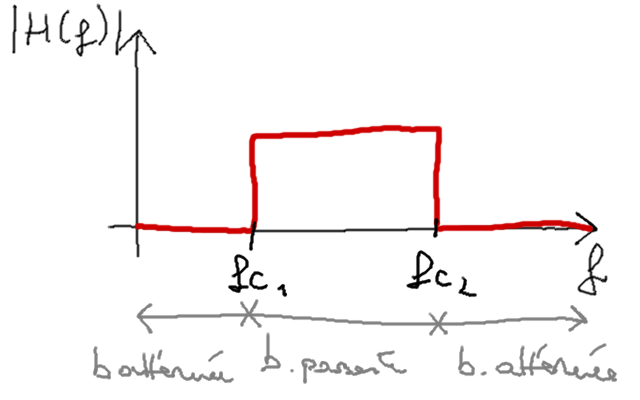 |H(f)|
fc1 fc2 f
b atténuée b. passante b. atténuée